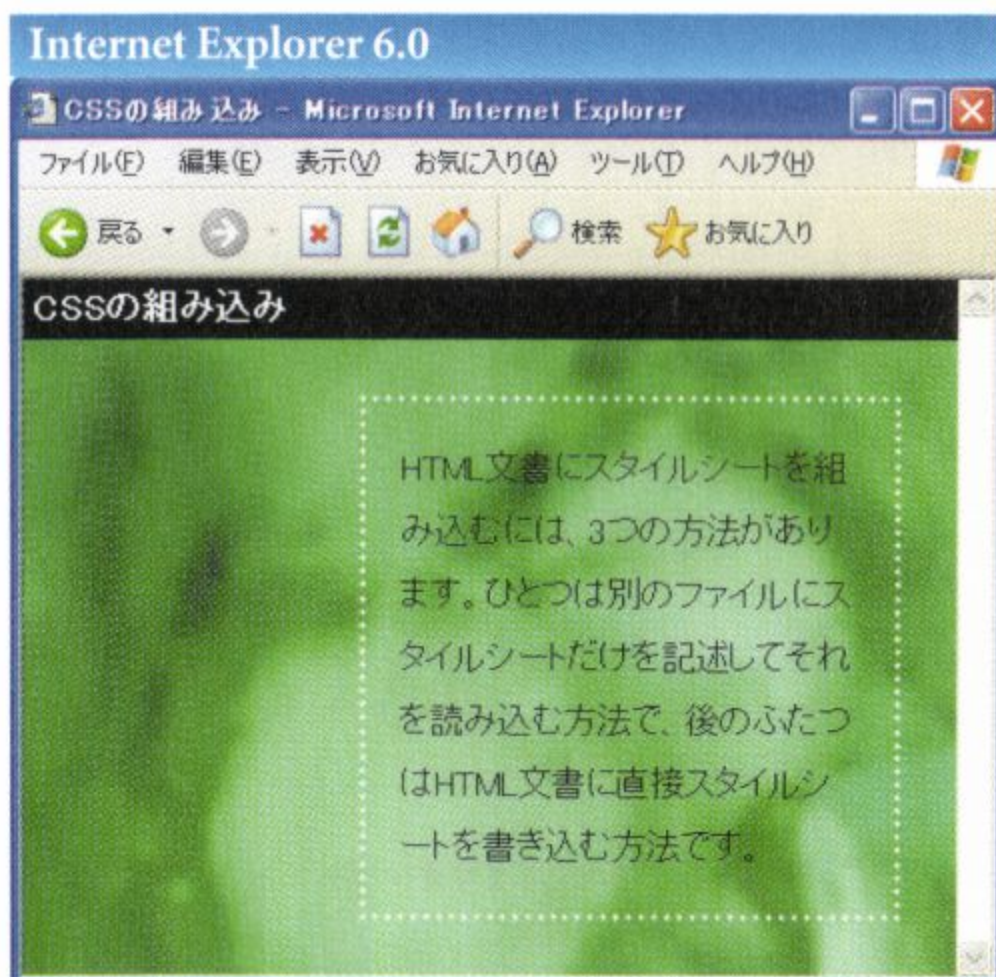 Internet Explorer 6.0
CSSの組み込み - Microsoft Internet Explorer
ファイル(F) 編集(E) 表示(V) お気に入り(A) ツール(T) ヘルプ(H)
戻る 検索 お気に入り
CSSの組み込み
HTML文書にスタイルシートを組
み込むには、3つの方法があり
ます。ひとつは別のファイルにス
タイルシートだけを記述してそれ
を読み込む方法で、後のふたつ
はHTML文書に直接スタイルシ
ートを書き込む方法です。